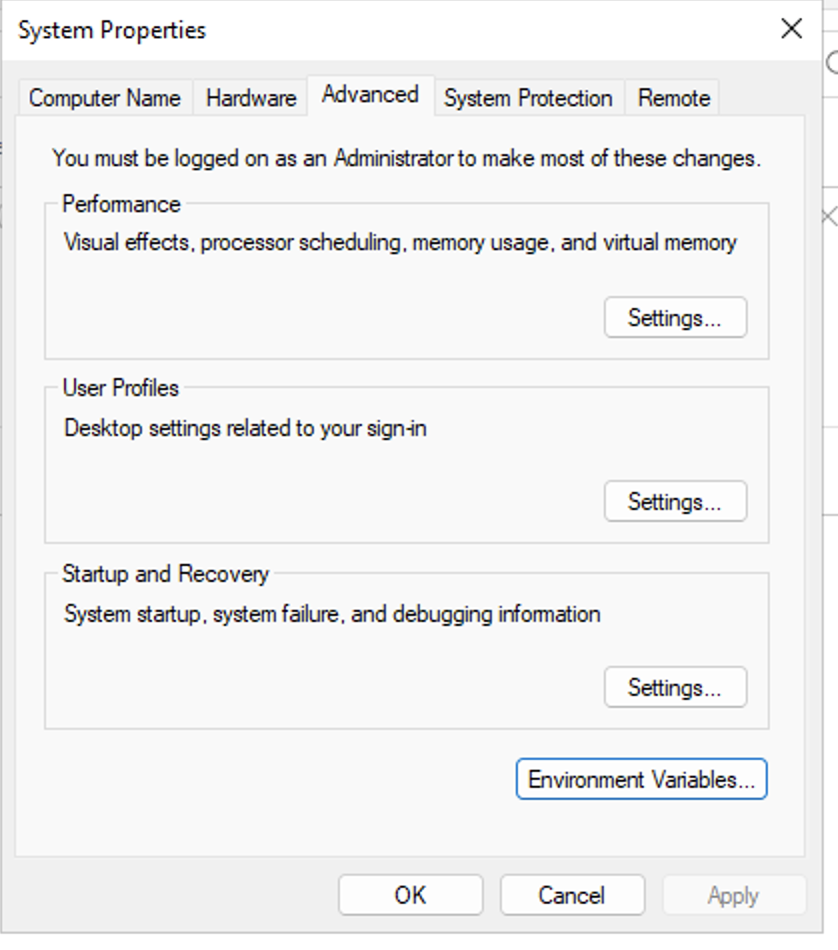 System Properties
Computer Name
Hardware
Advanced
System Protection
Remote
You must be logged on as an Administrator to make most of these changes.
Performance
Visual effects, processor scheduling, memory usage, and virtual memory
Settings...
User Profiles
Desktop settings related to your sign-in
Settings...
Startup and Recovery
System startup, system failure, and debugging information
Settings...
Environment Variables...
OK
Cancel
Apply